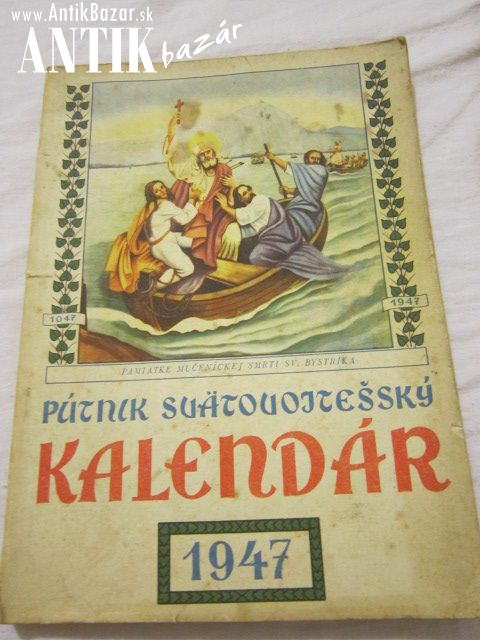 www.AntikBazar.sk
ANTIK bazár
1047
1947
PAMIATKE MUČENÍCKEJ SMRTI SV. BYSTRÍKA
PÚTNIK SVÄTOVOJTEŠSKÝ
KALENDÁR
1947